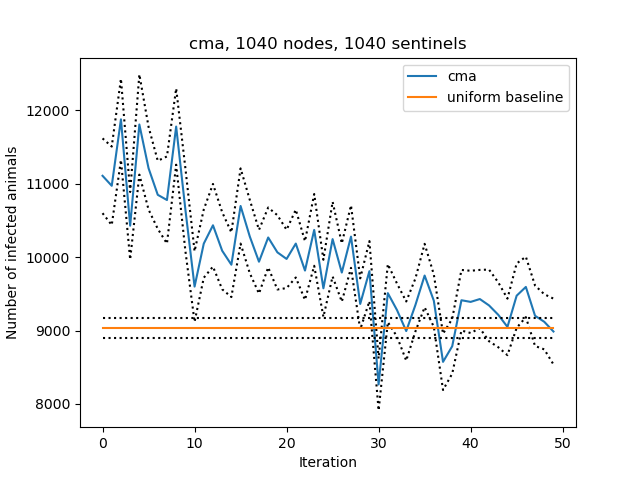 cma, 1040 nodes, 1040 sentinels
cma
uniform baseline
Number of infected animals
12000
11000
10000
9000
8000
0
10
20
30
40
50
Iteration